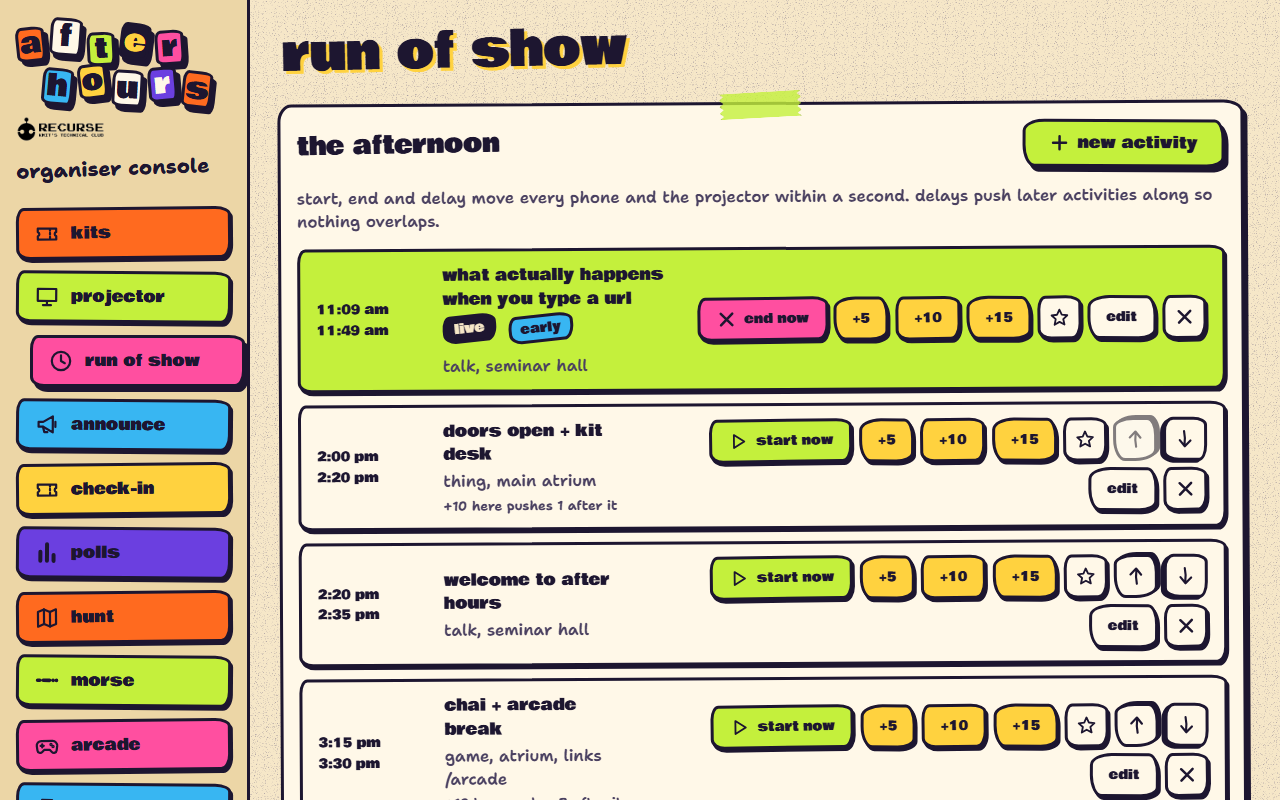 after
hours
RECURSE
KNIT'S TECHNICAL CLUB
organiser console
kits
projector
run of show
announce
check-in
polls
hunt
morse
arcade
run of show
the afternoon
new activity
start, end and delay move every phone and the projector within a second. delays push later activities along so
nothing overlaps.
11:09 am
11:49 am
what actually happens
when you type a url
live early
talk, seminar hall
end now +5 +10 +15 edit
2:00 pm
2:20 pm
doors open + kit
desk
thing, main atrium
+10 here pushes 1 after it
start now +5 +10 +15
edit
2:20 pm
2:35 pm
welcome to after
hours
talk, seminar hall
start now +5 +10 +15
edit
3:15 pm
3:30 pm
chai + arcade
break
game, atrium, links
/arcade
start now +5 +10 +15
edit